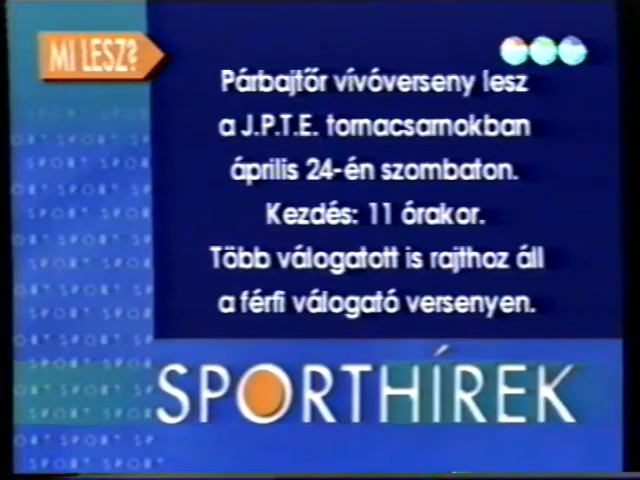 MI LESZ?
Párbajtőr vívóverseny lesz
a J.P.T.E. tornacsarnokban
április 24-én szombaton.
Kezdés: 11 órakor.
Több válogatott is rajthoz áll
a férfi válogató versenyen.
SPORTHÍREK